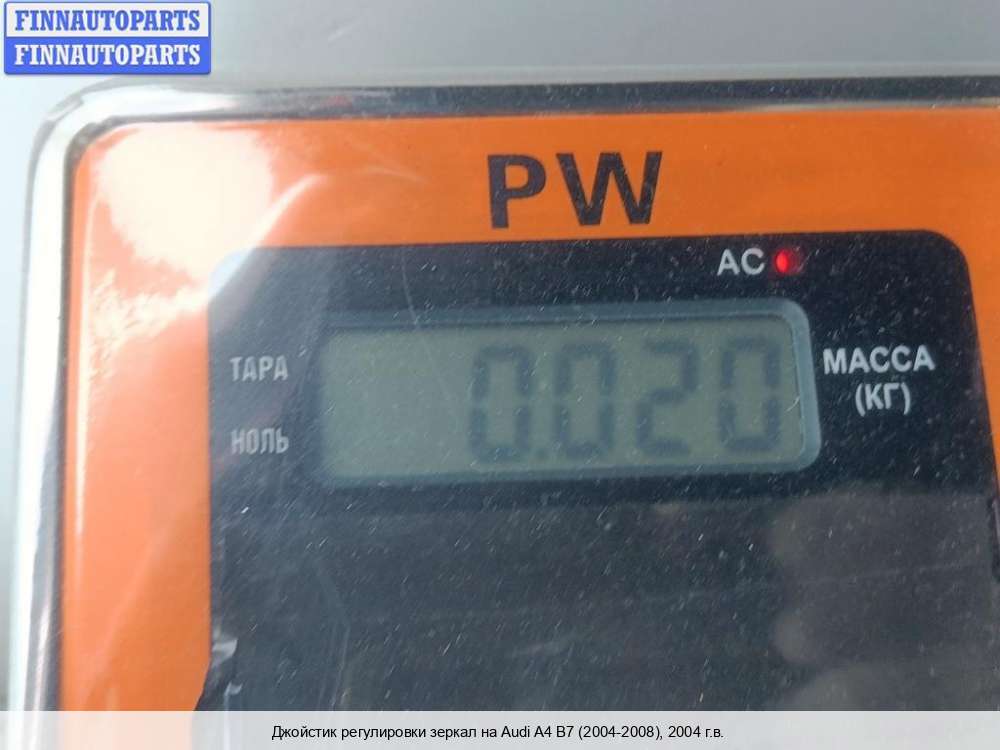 FINNAUTOPARTS
FINNAUTOPARTS
PW
AC
ТАРА
0.020
МАССА
(КГ)
НОЛЬ
Джойстик регулировки зеркал на Audi A4 B7 (2004-2008), 2004 г.в.